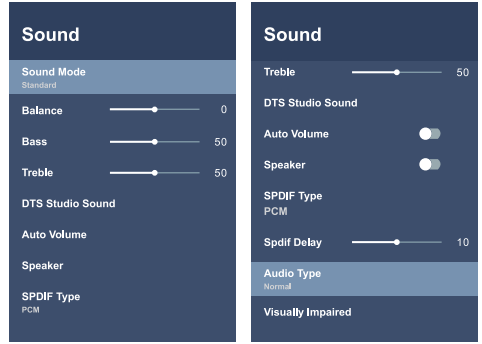 Sound
Sound Mode
Standard
Balance 0
Bass 50
Treble 50
DTS Studio Sound
Auto Volume
Speaker
SPDIF Type
PCM
Sound
Treble 50
DTS Studio Sound
Auto Volume
Speaker
SPDIF Type
PCM
Spdif Delay 10
Audio Type
Normal
Visually Impaired